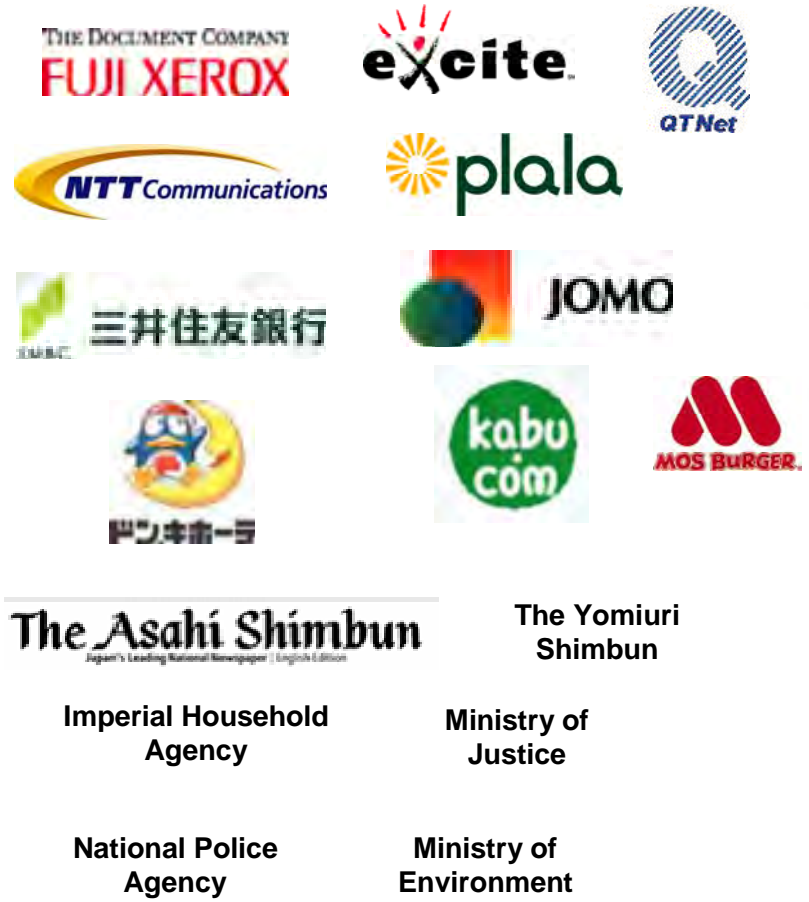 THE DOCUMENT COMPANY
FUJI XEROX
excite
QTNet
NTT Communications
plala
三井住友銀行
JOMO
ドン.キホーテ
kabu
.com
MOS BURGER
The Asahi Shimbun
Japan's Leading National Newspaper | English Edition
The Yomiuri
Shimbun
Imperial Household
Agency
Ministry of
Justice
National Police
Agency
Ministry of
Environment